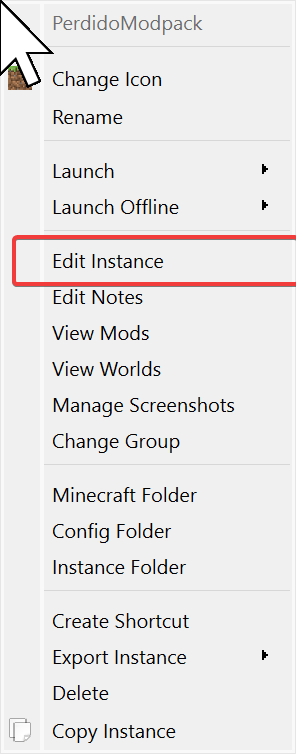 PerdidoModpack
Change Icon
Rename
Launch
Launch Offline
Edit Instance
Edit Notes
View Mods
View Worlds
Manage Screenshots
Change Group
Minecraft Folder
Config Folder
Instance Folder
Create Shortcut
Export Instance
Delete
Copy Instance